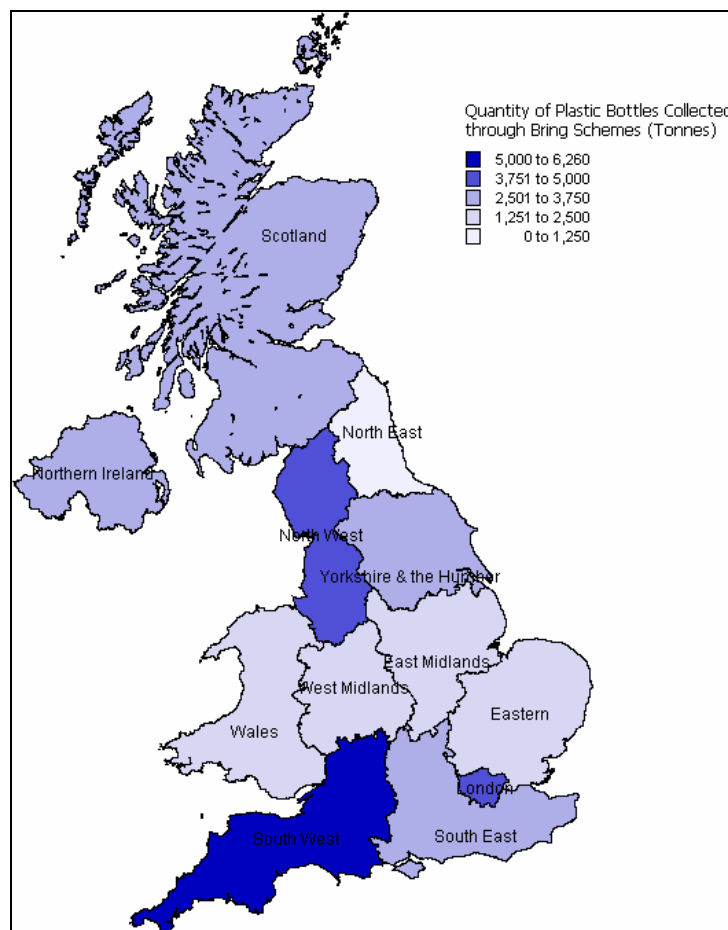 Quantity of Plastic Bottles Collected
through Bring Schemes (Tonnes)
5,000 to 6,260
3,751 to 5,000
2,501 to 3,750
1,251 to 2,500
0 to 1,250
Scotland
North East
Northern Ireland
North West
Yorkshire & the Humber
East Midlands
West Midlands
Eastern
Wales
London
South West
South East